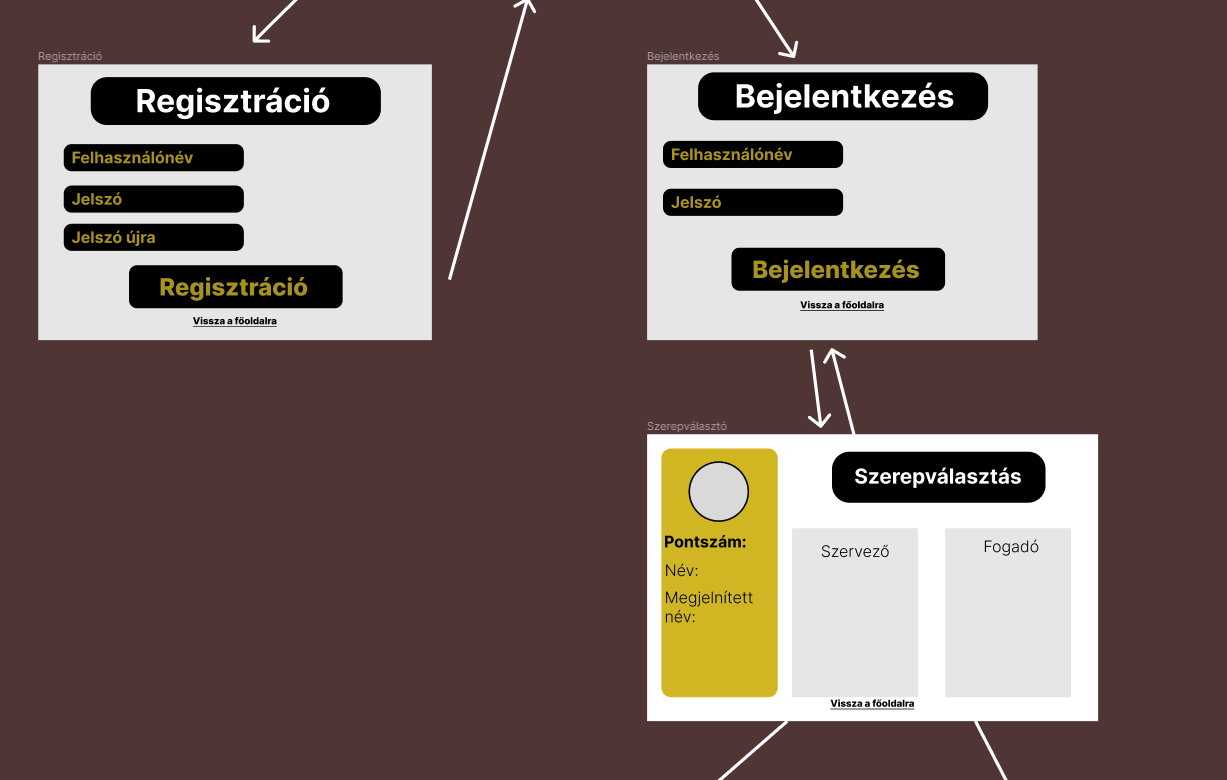 Regisztráció
Regisztráció
Felhasználónév
Jelszó
Jelszó újra
Regisztráció
Vissza a főoldalra
Bejelentkezés
Bejelentkezés
Felhasználónév
Jelszó
Bejelentkezés
Vissza a főoldalra
Szerepválasztó
Pontszám:
Név:
Megjelnített
név:
Szerepválasztás
Szervező
Fogadó
Vissza a főoldalra